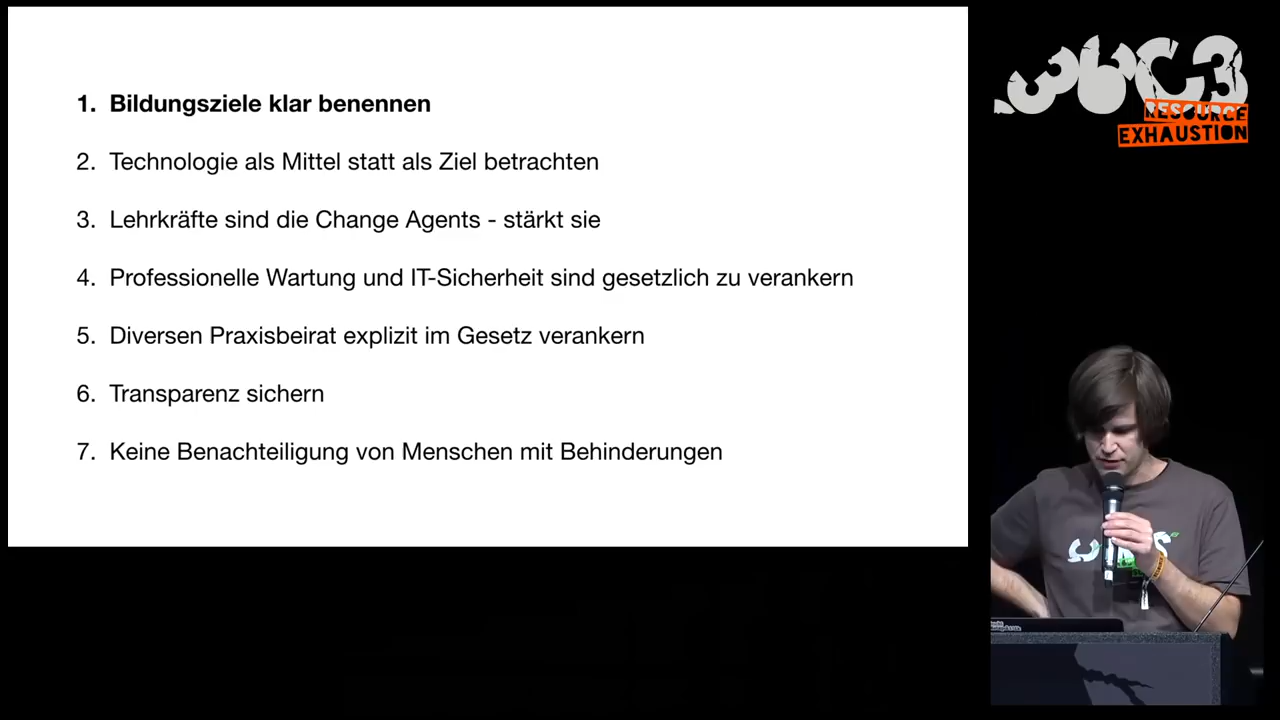 1. Bildungsziele klar benennen
2. Technologie als Mittel statt als Ziel betrachten
3. Lehrkräfte sind die Change Agents - stärkt sie
4. Professionelle Wartung und IT-Sicherheit sind gesetzlich zu verankern
5. Diversen Praxisbeirat explizit im Gesetz verankern
6. Transparenz sichern
7. Keine Benachteiligung von Menschen mit Behinderungen
36C3
RESOURCE
EXHAUSTION